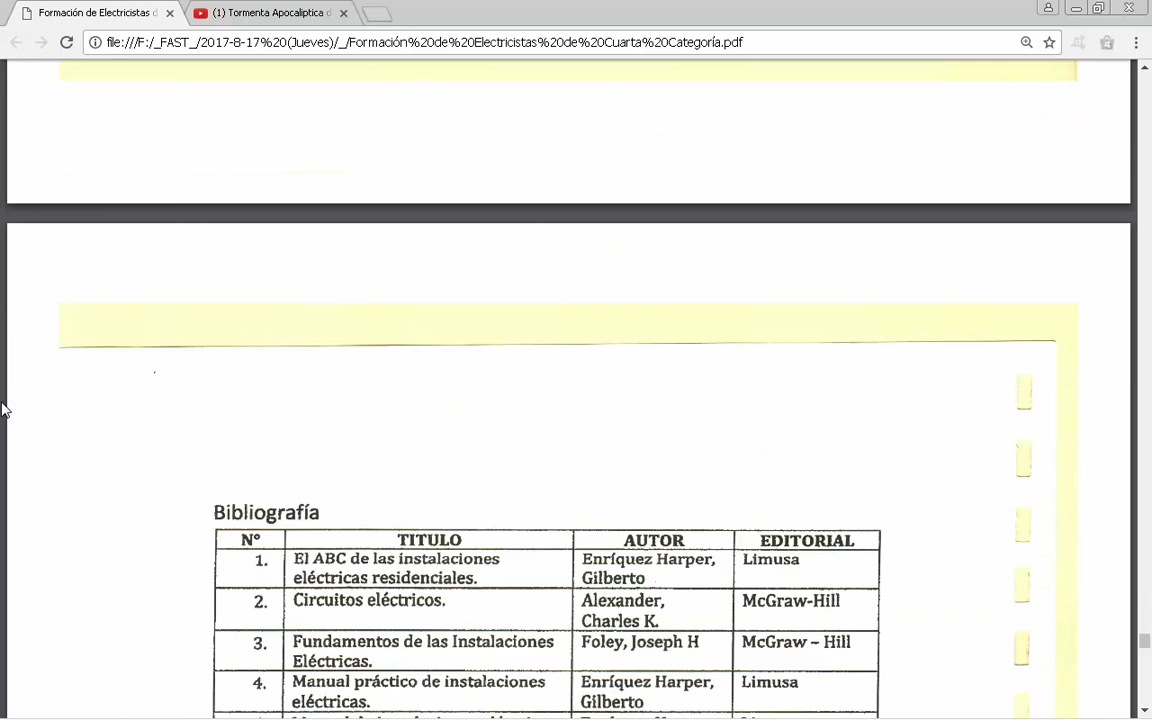 Formación de Electricistas d
(1) Tormenta Apocaliptica d
file:///F:/_FAST_/2017-8-17%20(Jueves)/_/Formación%20de%20Electricistas%20de%20Cuarta%20Categoría.pdf
Bibliografía
Nº TITULO AUTOR EDITORIAL
1. El ABC de las instalaciones eléctricas residenciales. Enríquez Harper, Gilberto Limusa
2. Circuitos eléctricos. Alexander, Charles K. McGraw-Hill
3. Fundamentos de las Instalaciones Eléctricas. Foley, Joseph H McGraw – Hill
4. Manual práctico de instalaciones eléctricas. Enríquez Harper, Gilberto Limusa